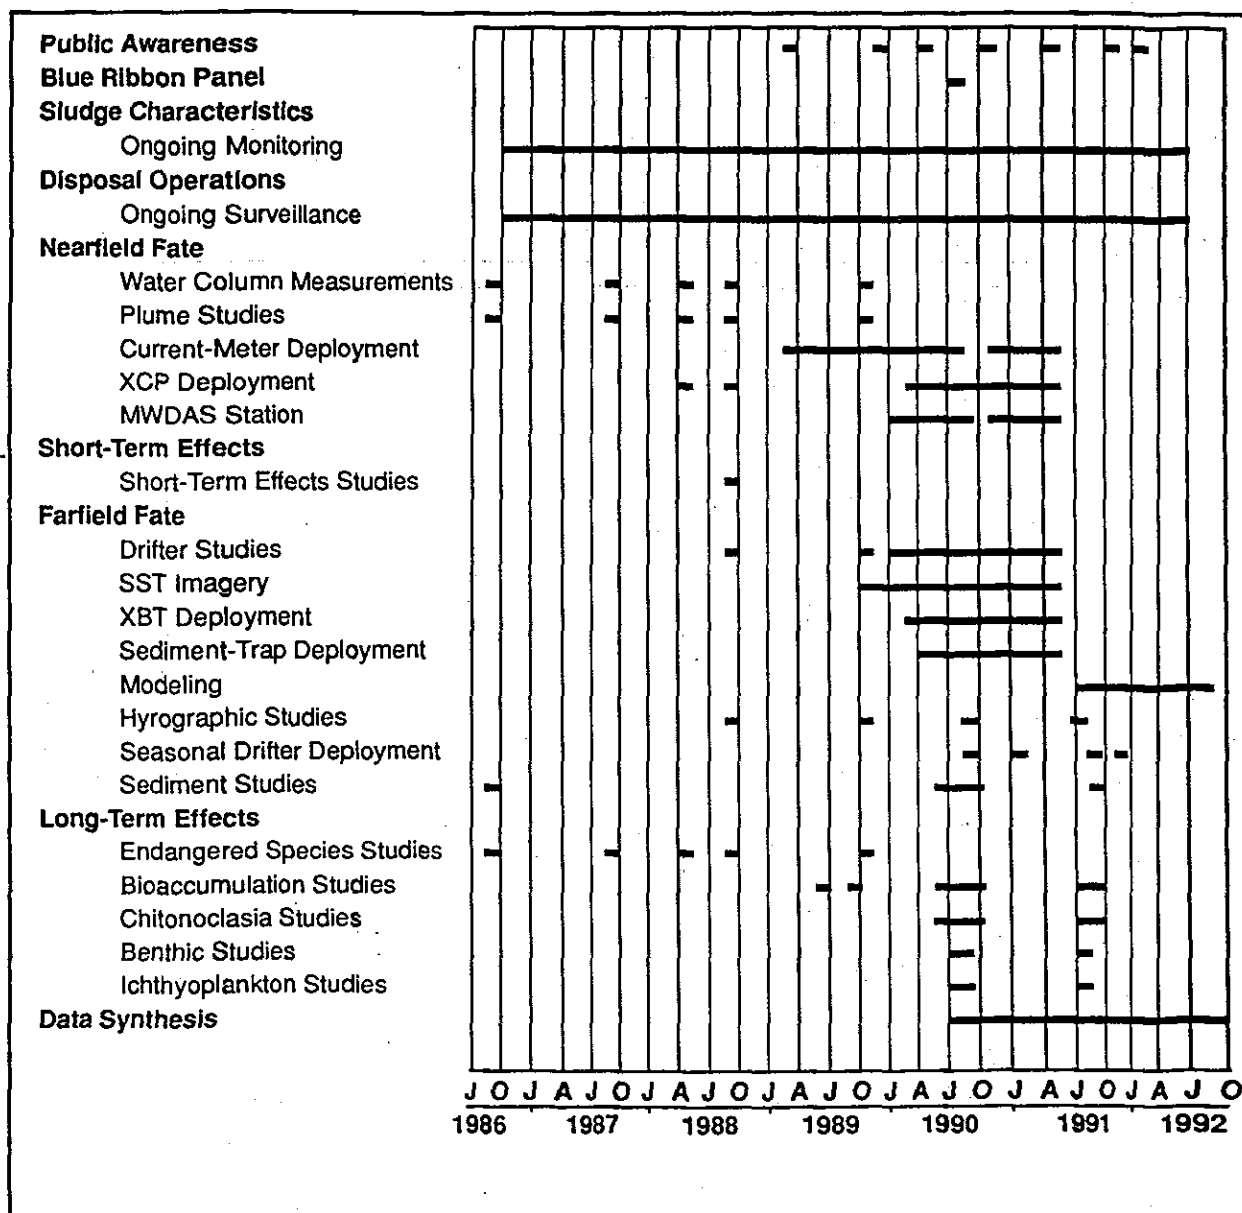 Public Awareness
Blue Ribbon Panel
Sludge Characteristics
Ongoing Monitoring
Disposal Operations
Ongoing Surveillance
Nearfield Fate
Water Column Measurements
Plume Studies
Current-Meter Deployment
XCP Deployment
MWDAS Station
Short-Term Effects
Short-Term Effects Studies
Farfield Fate
Drifter Studies
SST Imagery
XBT Deployment
Sediment-Trap Deployment
Modeling
Hyrographic Studies
Seasonal Drifter Deployment
Sediment Studies
Long-Term Effects
Endangered Species Studies
Bioaccumulation Studies
Chitonoclasia Studies
Benthic Studies
Ichthyoplankton Studies
Data Synthesis
J O J A J O J A J O J A J O J A J O J A J O J A J O
1986 1987 1988 1989 1990 1991 1992